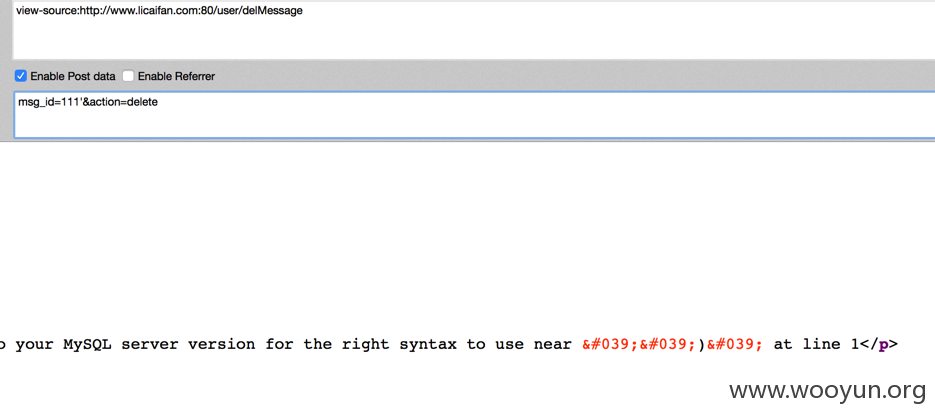 view-source:http://www.licaifan.com:80/user/delMessage
Enable Post data Enable Referrer
msg_id=111'&action=delete
your MySQL server version for the right syntax to use near &#039;&#039;)&#039; at line 1</p>
www.wooyun.org